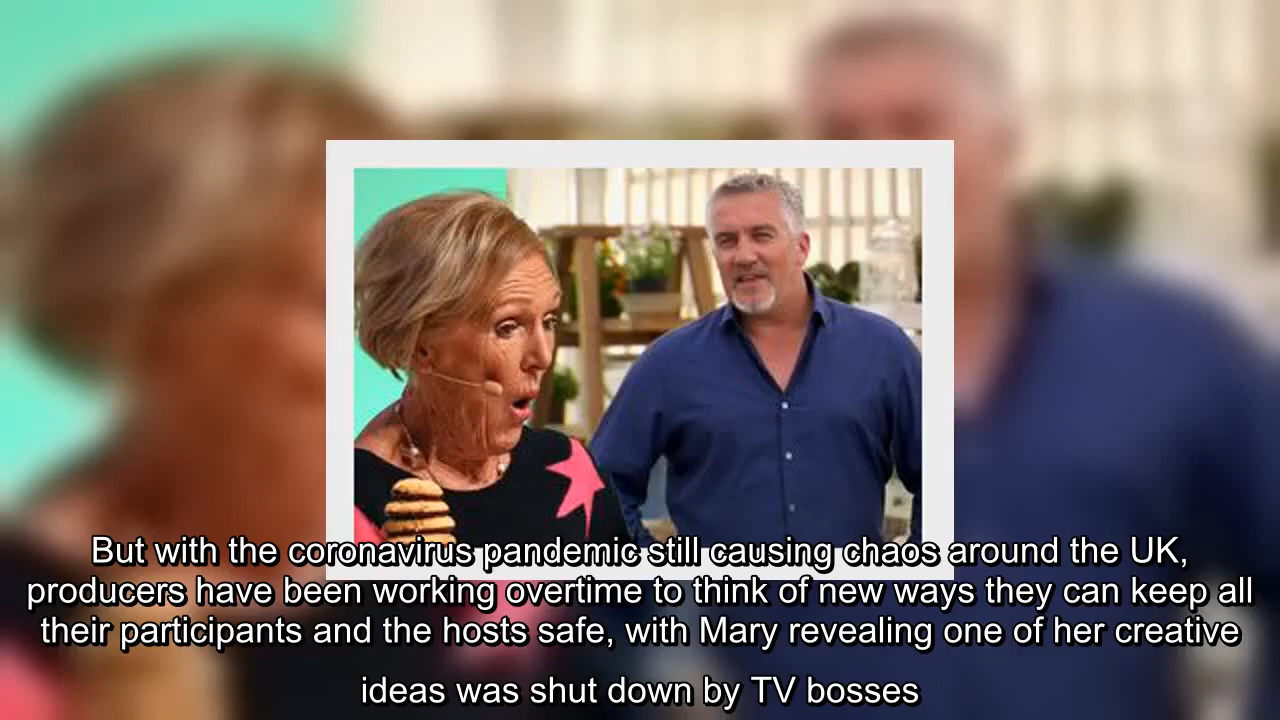 But with the coronavirus pandemic still causing chaos around the UK,
producers have been working overtime to think of new ways they can keep all
their participants and the hosts safe, with Mary revealing one of her creative
ideas was shut down by TV bosses